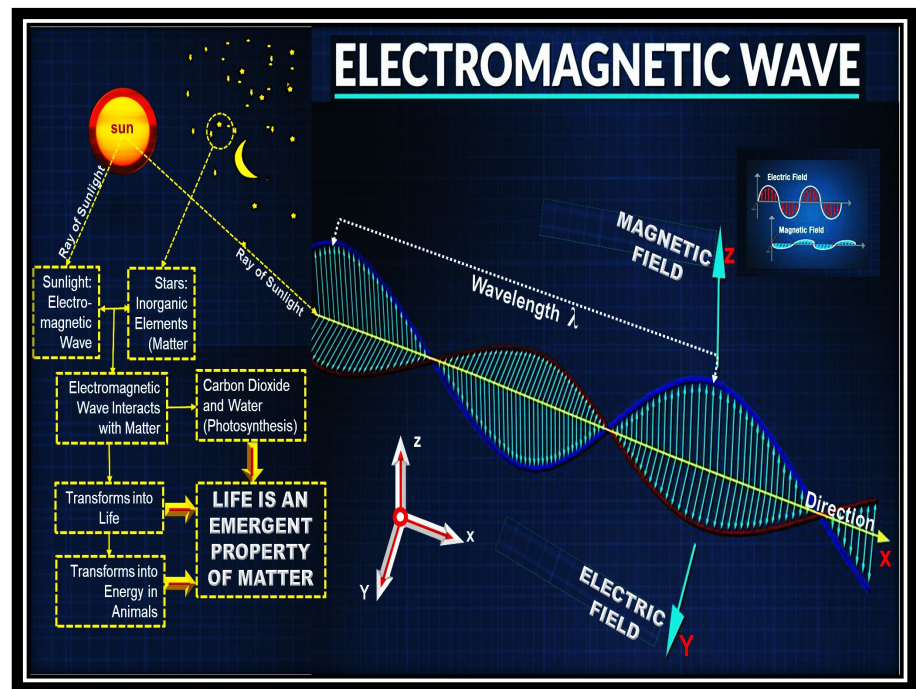 ELECTROMAGNETIC WAVE
sun
Ray of Sunlight
Ray of Sunlight
Sunlight:
Electro-
magnetic
Wave
Stars:
Inorganic
Elements
(Matter
Electromagnetic
Wave Interacts
with Matter
Carbon Dioxide
and Water
(Photosynthesis)
Transforms into
Life
Transforms into
Energy in
Animals
LIFE IS AN
EMERGENT
PROPERTY
OF MATTER
Electric Field
Magnetic Field
MAGNETIC
FIELD
Z
Wavelength λ
z
x
Y
Direction
X
ELECTRIC
FIELD
Y